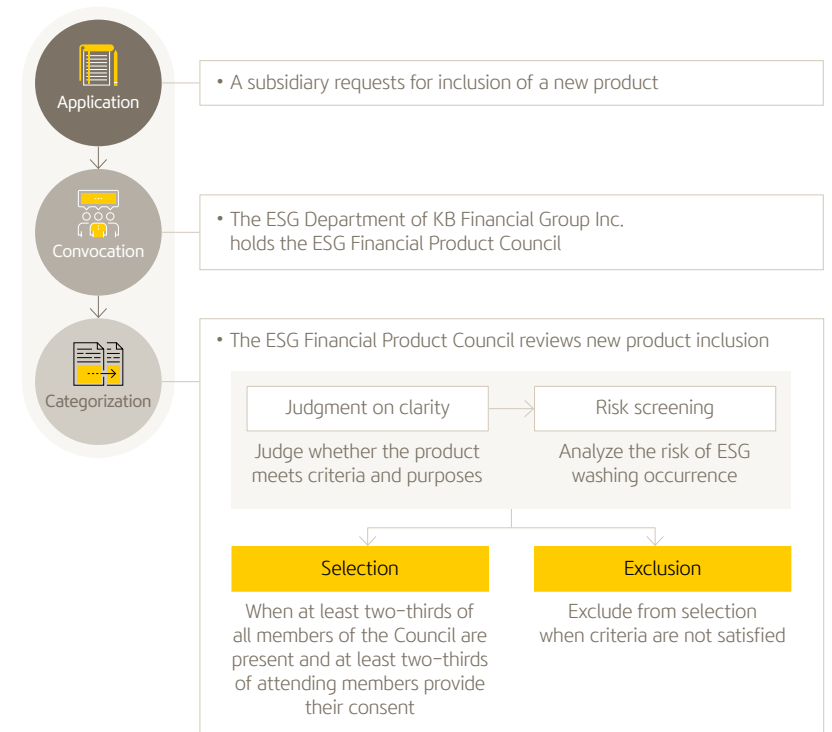 Application
• A subsidiary requests for inclusion of a new product
Convocation
• The ESG Department of KB Financial Group Inc.
holds the ESG Financial Product Council
Categorization
• The ESG Financial Product Council reviews new product inclusion
Judgment on clarity
Judge whether the product
meets criteria and purposes
Risk screening
Analyze the risk of ESG
washing occurrence
Selection
When at least two-thirds of
all members of the Council are
present and at least two-thirds
of attending members provide
their consent
Exclusion
Exclude from selection
when criteria are not satisfied